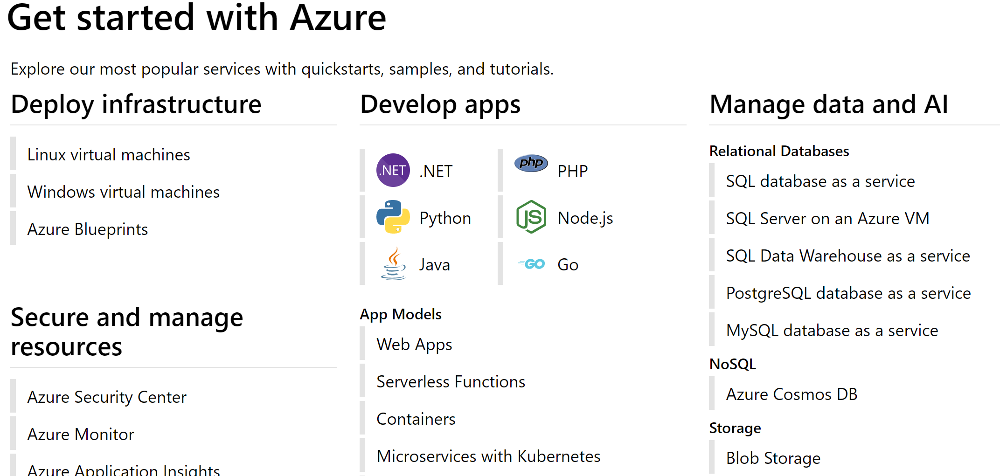 Get started with Azure
Explore our most popular services with quickstarts, samples, and tutorials.
Deploy infrastructure
Linux virtual machines
Windows virtual machines
Azure Blueprints
Secure and manage
resources
Azure Security Center
Azure Monitor
Azure Application Insights
Develop apps
.NET .NET
php PHP
Python
JS Node.js
Java
GO Go
App Models
Web Apps
Serverless Functions
Containers
Microservices with Kubernetes
Manage data and AI
Relational Databases
SQL database as a service
SQL Server on an Azure VM
SQL Data Warehouse as a service
PostgreSQL database as a service
MySQL database as a service
NoSQL
Azure Cosmos DB
Storage
Blob Storage